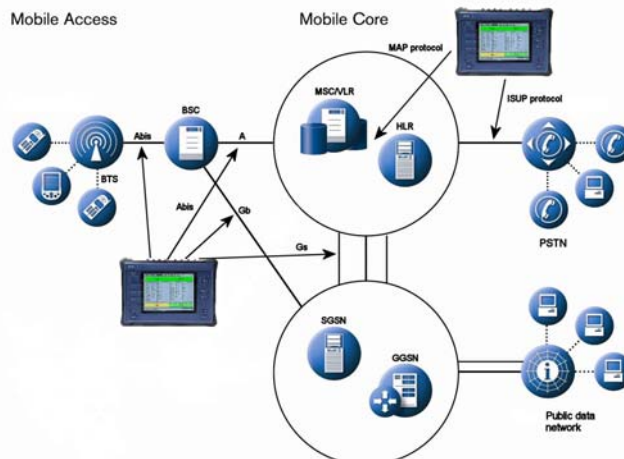 Mobile Access
Mobile Core
MAP protocol
MSC/VLR
ISUP protocol
BSC
HLR
Abis
A
BTS
Abis
Gb
Gs
PSTN
SGSN
GGSN
Public data
network